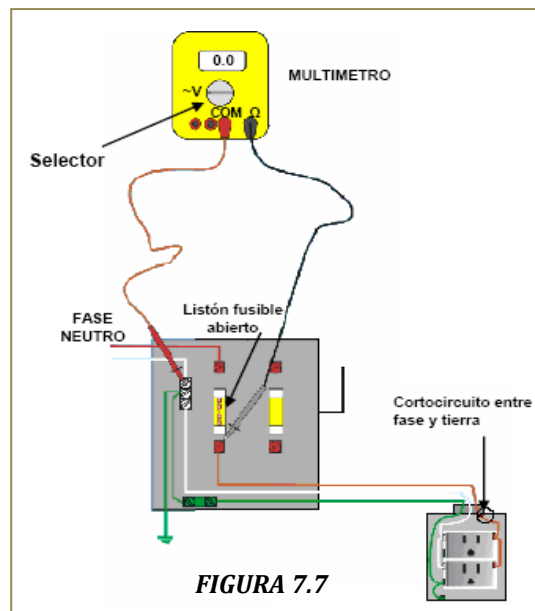 0.0
MULTIMETRO
~V
COM Ω
Selector
FASE
NEUTRO
Listón fusible
abierto
Cortocircuito entre
fase y tierra
FIGURA 7.7